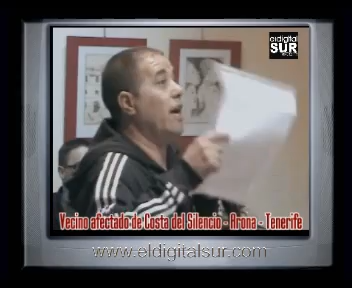 eldigital
SUR
Vecino afectado de Costa del Silencio - Arona - Tenerife
www.eldigitalsur.com